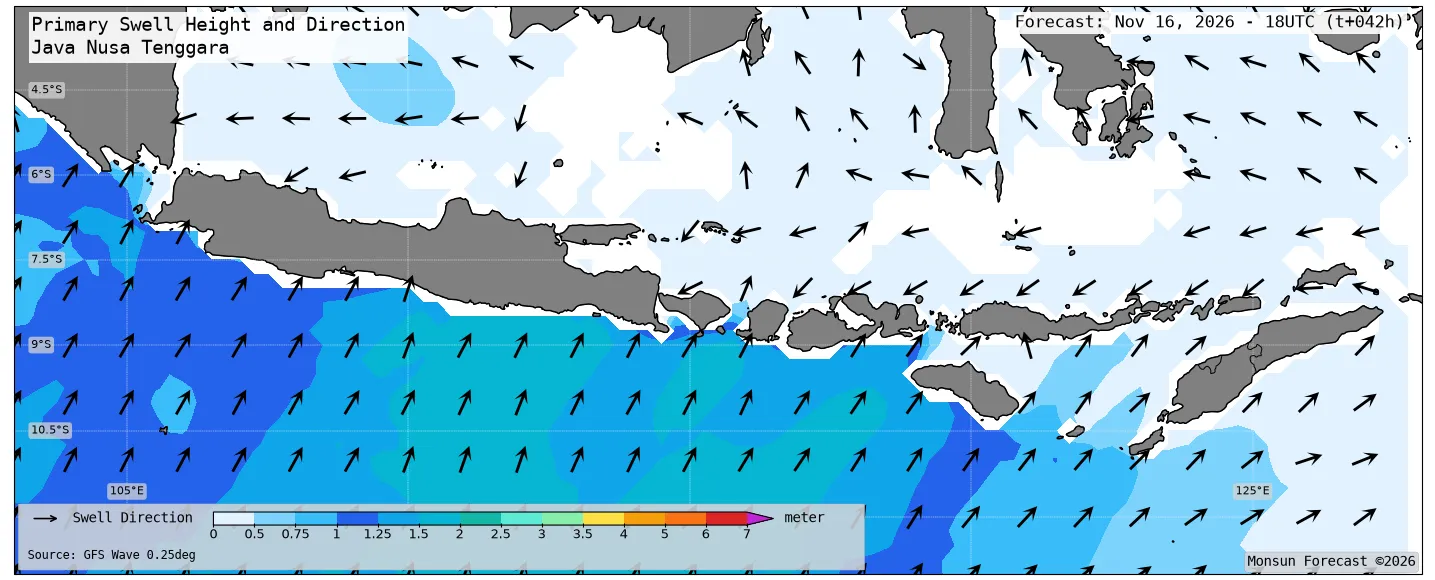 Primary Swell Height and Direction
Java Nusa Tenggara
Forecast: Nov 16, 2026 - 18UTC (t+042h)
4.5°S
6°S
7.5°S
9°S
10.5°S
105°E
125°E
Swell Direction
0 0.5 0.75 1 1.25 1.5 2 2.5 3 3.5 4 5 6 7
meter
Source: GFS Wave 0.25deg
Monsun Forecast ©2026